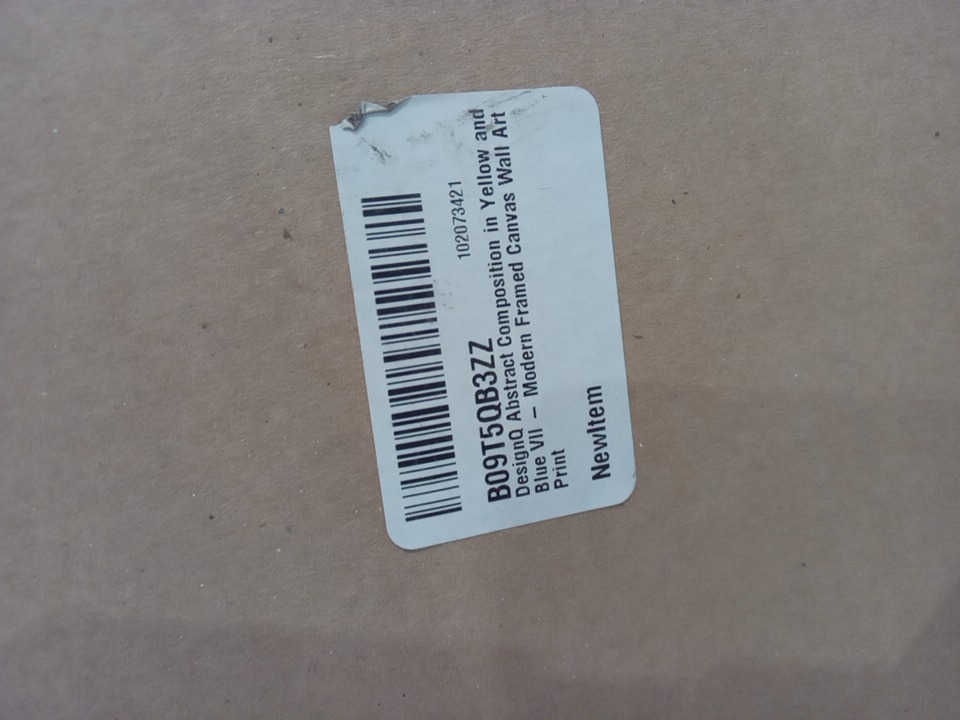 102073421
B09T5QB3ZZ
DesignQ Abstract Composition in Yellow and
Blue VII - Modern Framed Canvas Wall Art
Print
NewItem